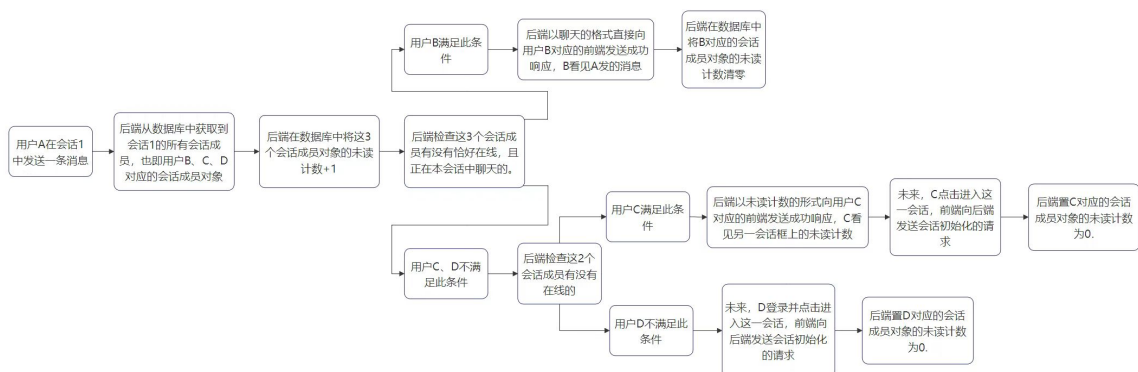 用户A在会话1
中发送一条消息
后端从数据库中获取到
会话1的所有会话成
员，也即用户B、C、D
对应的会话成员对象
后端在数据库中将这3
个会话成员对象的未读
计数+1
后端检查这3个会话成
员有没有恰好在线，且
正在本会话中聊天的。
用户B满足此条
件
后端以聊天的格式直接向
用户B对应的前端发送成功
响应，B看见A发的消息
后端在数据库中
将B对应的会话
成员对象的未读
计数清零
用户C、D不满
足此条件
后端检查这2个
会话成员有没有
在线的
用户C满足此条
件
后端以未读计数的形式向用户C
对应的前端发送成功响应，C看
见另一会话框上的未读计数
未来，C点击进入这
一会话，前端向后端
发送会话初始化的请
求
后端置C对应的会话
成员对象的未读计数
为0.
用户D不满足此
条件
未来，D登录并点击进
入这一会话，前端向
后端发送会话初始化
的请求
后端置D对应的会话
成员对象的未读计数
为0.